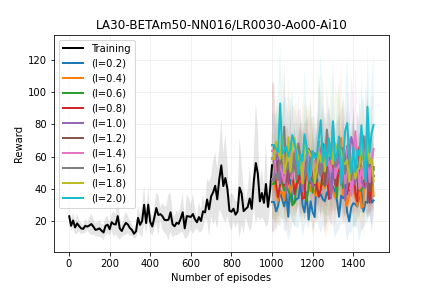 LA30-BETAm50-NN016/LR0030-Ao00-Ai10
Training
(I=0.2)
(I=0.4)
(I=0.6)
(I=0.8)
(I=1.0)
(I=1.2)
(I=1.4)
(I=1.6)
(I=1.8)
(I=2.0)
120
100
80
60
40
20
Reward
0 200 400 600 800 1000 1200 1400
Number of episodes